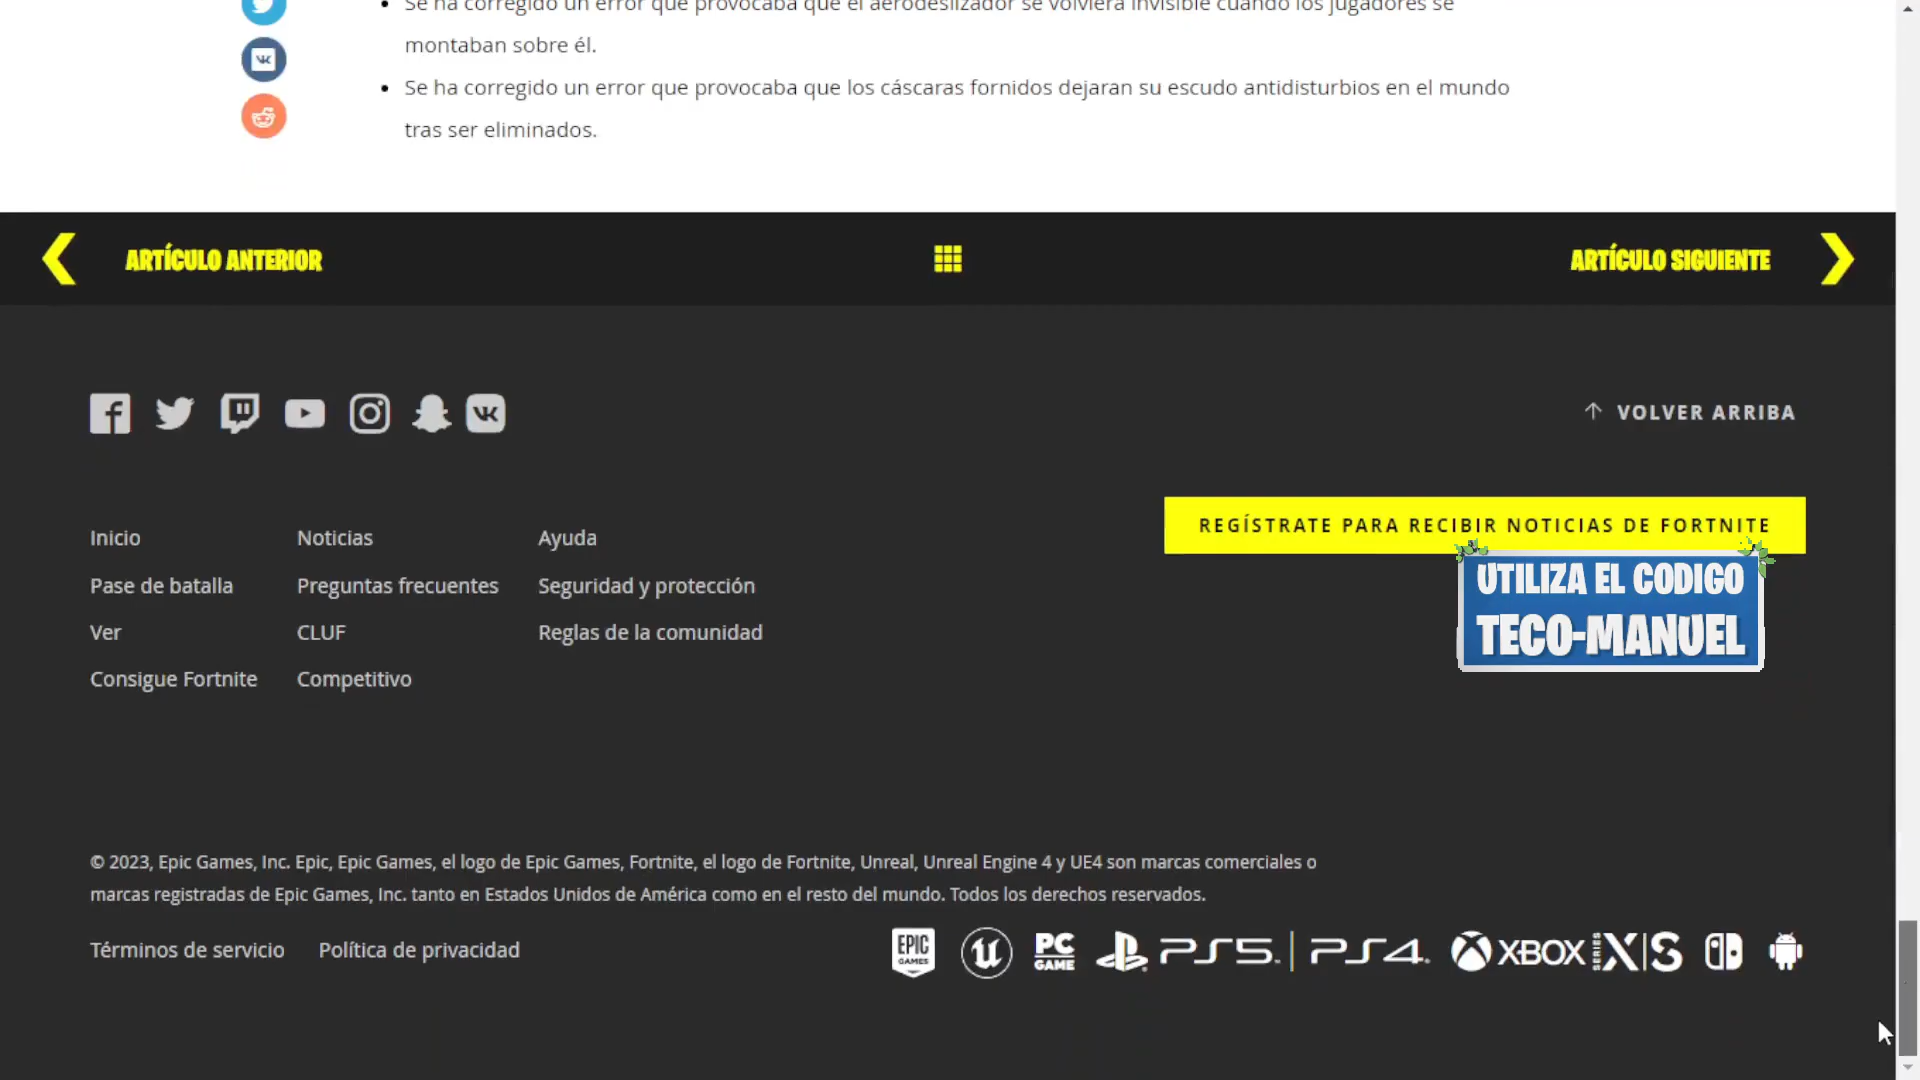 Se ha corregido un error que provocaba que el aerodeslizador se volviera invisible cuando los jugadores se
montaban sobre él.
Se ha corregido un error que provocaba que los cáscaras fornidos dejaran su escudo antidisturbios en el mundo
tras ser eliminados.
ARTÍCULO ANTERIOR
ARTÍCULO SIGUIENTE
VOLVER ARRIBA
REGÍSTRATE PARA RECIBIR NOTICIAS DE FORTNITE
UTILIZA EL CODIGO
TECO-MANUEL
Inicio Noticias Ayuda
Pase de batalla Preguntas frecuentes Seguridad y protección
Ver CLUF Reglas de la comunidad
Consigue Fortnite Competitivo
© 2023, Epic Games, Inc. Epic, Epic Games, el logo de Epic Games, Fortnite, el logo de Fortnite, Unreal, Unreal Engine 4 y UE4 son marcas comerciales o
marcas registradas de Epic Games, Inc. tanto en Estados Unidos de América como en el resto del mundo. Todos los derechos reservados.
Términos de servicio Política de privacidad
EPIC GAMES PC GAME PS5 PS4 XBOX SERIES X|S